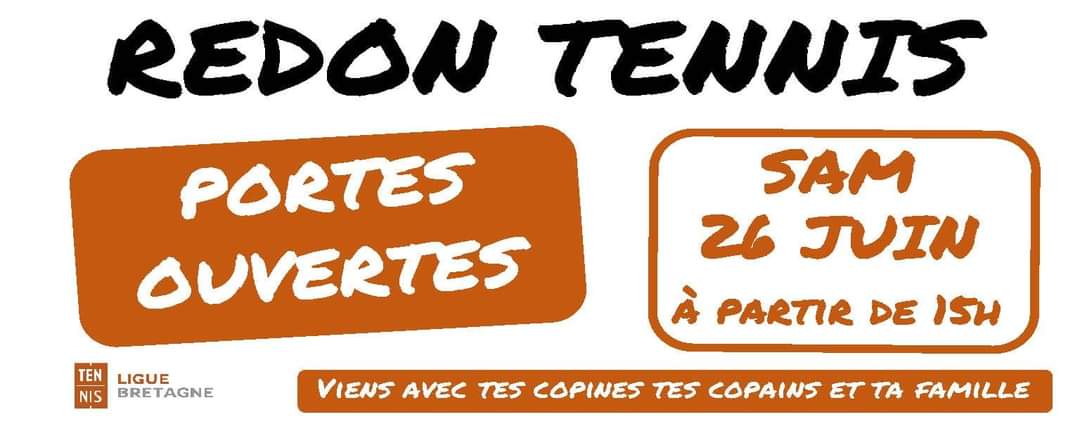 REDON TENNIS
PORTES
OUVERTES
SAM
26 JUIN
À PARTIR DE 15H
TEN
NIS
LIGUE
BRETAGNE
VIENS AVEC TES COPINES TES COPAINS ET TA FAMILLE